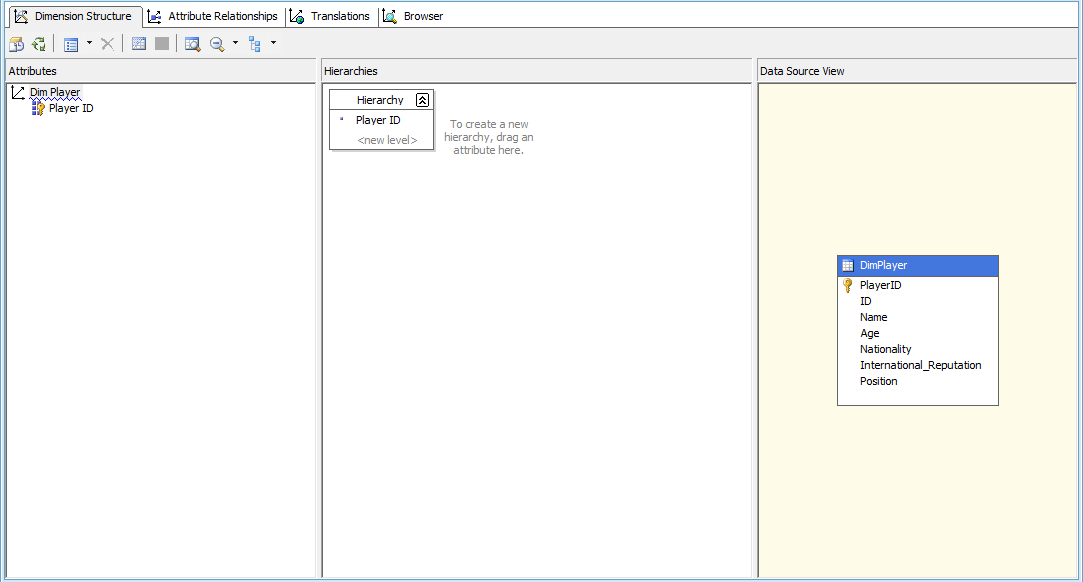 Dimension Structure
Attribute Relationships
Translations
Browser
Attributes
Dim Player
Player ID
Hierarchies
Hierarchy
Player ID
<new level>
To create a new
hierarchy, drag an
attribute here.
Data Source View
DimPlayer
PlayerID
ID
Name
Age
Nationality
International_Reputation
Position